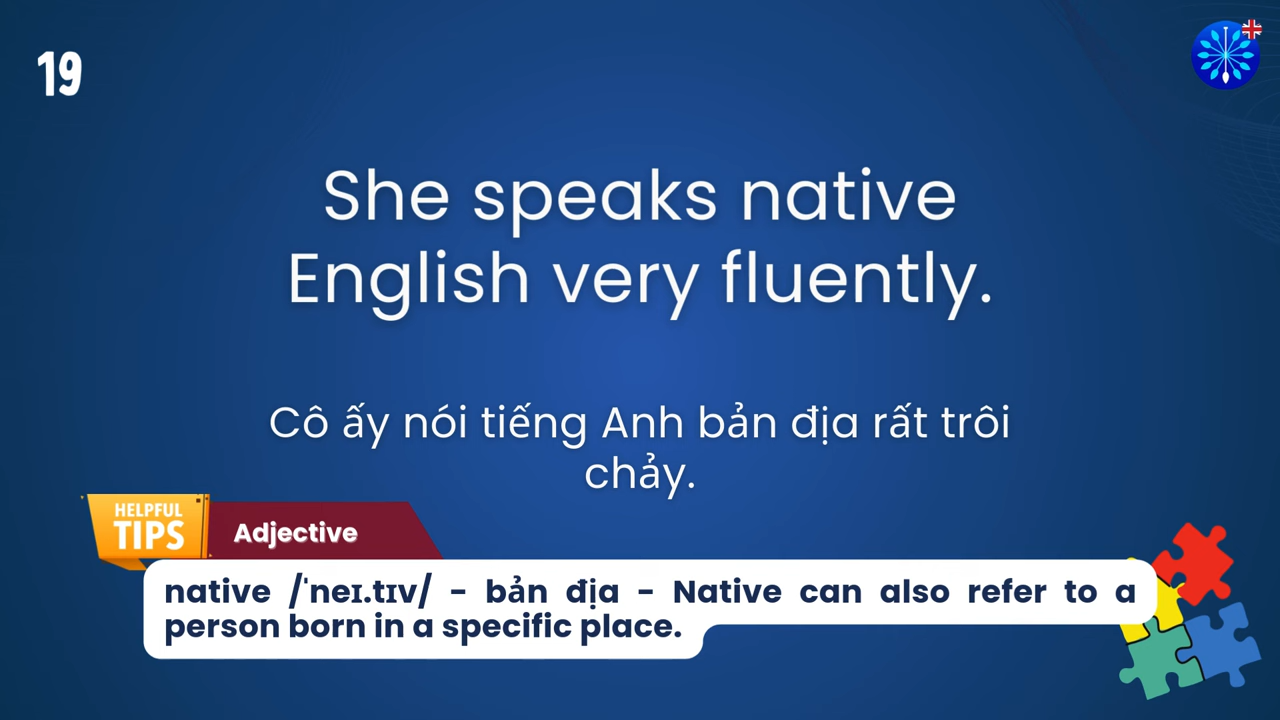 19
She speaks native
English very fluently.
Cô ấy nói tiếng Anh bản địa rất trôi
chảy.
HELPFUL
TIPS
Adjective
native /ˈneɪ.tɪv/ - bản địa - Native can also refer to a
person born in a specific place.